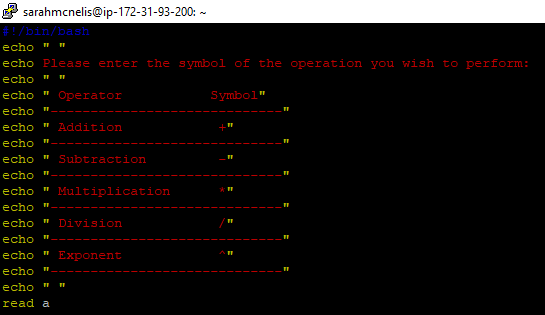 sarahmcnelis@ip-172-31-93-200: ~
#!/bin/bash
echo " "
echo Please enter the symbol of the operation you wish to perform:
echo " "
echo " Operator           Symbol"
echo "-----------------------------"
echo " Addition            +"
echo "-----------------------------"
echo " Subtraction         -"
echo "-----------------------------"
echo " Multiplication      *"
echo "-----------------------------"
echo " Division            /"
echo "-----------------------------"
echo " Exponent            ^"
echo "-----------------------------"
echo " "
read a